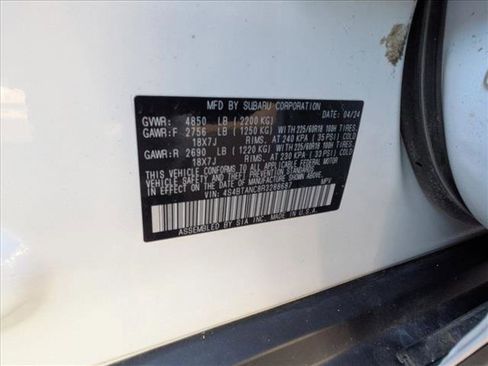 MFD BY SUBARU CORPORATION DATE: 04/24
GVWR: 4850 LB (2200 KG)
GAWR:F 2756 LB (1250 KG) WITH 225/60R18 100H TIRES,
18X7J RIMS, AT 240 KPA (35 PSI) COLD
GAWR:R 2690 LB (1220 KG) WITH 225/60R18 100H TIRES,
18X7J RIMS, AT 230 KPA (33 PSI) COLD
THIS VEHICLE CONFORMS TO ALL APPLICABLE FEDERAL MOTOR
VEHICLE SAFETY STANDARDS IN EFFECT ON THE DATE OF
MANUFACTURE SHOWN ABOVE.
VIN: MPV
ASSEMBLED BY SIA INC. MADE IN U.S.A.